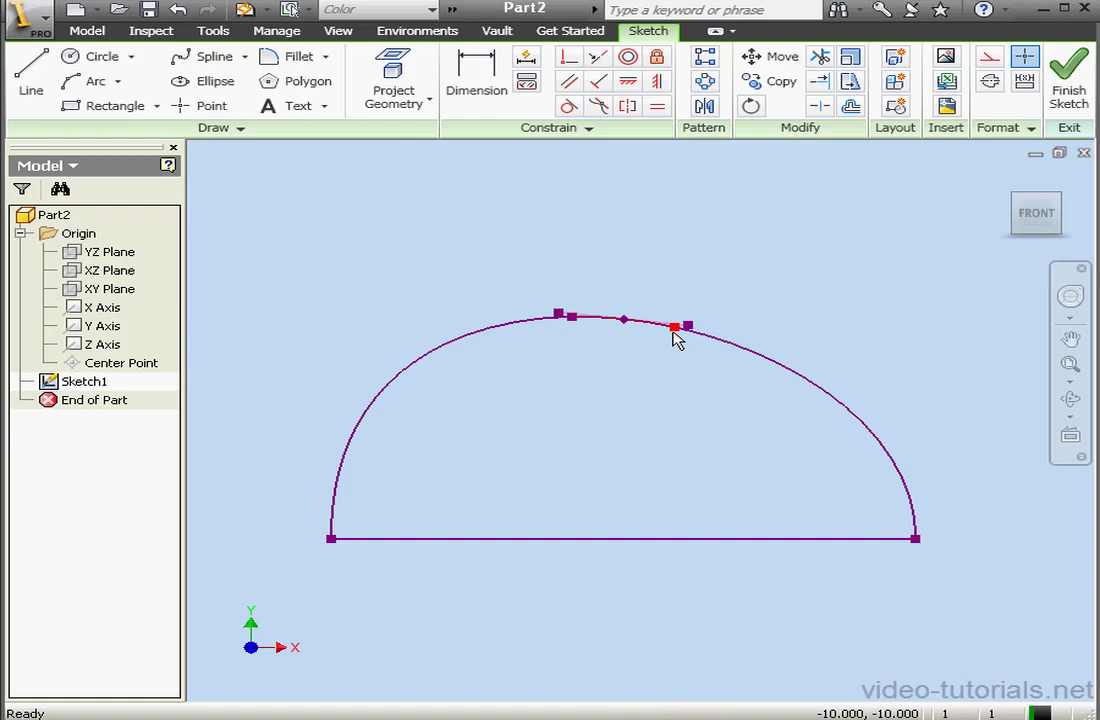 Color
Part2
Type a keyword or phrase
PRO
Model
Inspect
Tools
Manage
View
Environments
Vault
Get Started
Sketch
Line
Circle
Arc
Rectangle
Spline
Ellipse
Point
Fillet
Polygon
A Text
Draw
Project
Geometry
Dimension
Constrain
Pattern
Move
Copy
Modify
Layout
Insert
Format
Finish
Sketch
Exit
Model
Part2
Origin
YZ Plane
XZ Plane
XY Plane
X Axis
Y Axis
Z Axis
Center Point
Sketch1
End of Part
FRONT
Y
X
video-tutorials.net
Ready
-10.000, -10.000
1
1